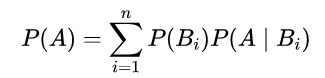 P(A) = \sum_{i=1}^{n} P(B_i)P(A \mid B_i)